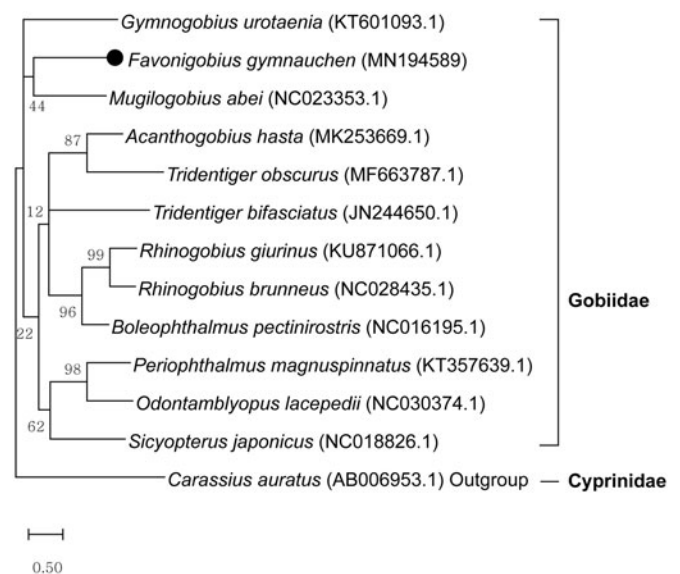 Gymnogobius urotaenia (KT601093.1)
Favonigobius gymnauchen (MN194589)
44
Mugilogobius abei (NC023353.1)
87
Acanthogobius hasta (MK253669.1)
Tridentiger obscurus (MF663787.1)
12
Tridentiger bifasciatus (JN244650.1)
99
Rhinogobius giurinus (KU871066.1)
Rhinogobius brunneus (NC028435.1)
Gobiidae
96
Boleophthalmus pectinirostris (NC016195.1)
22
Periophthalmus magnuspinnatus (KT357639.1)
98
Odontamblyopus lacepedii (NC030374.1)
62
Sicyopterus japonicus (NC018826.1)
Carassius auratus (AB006953.1) Outgroup
Cyprinidae
0.50